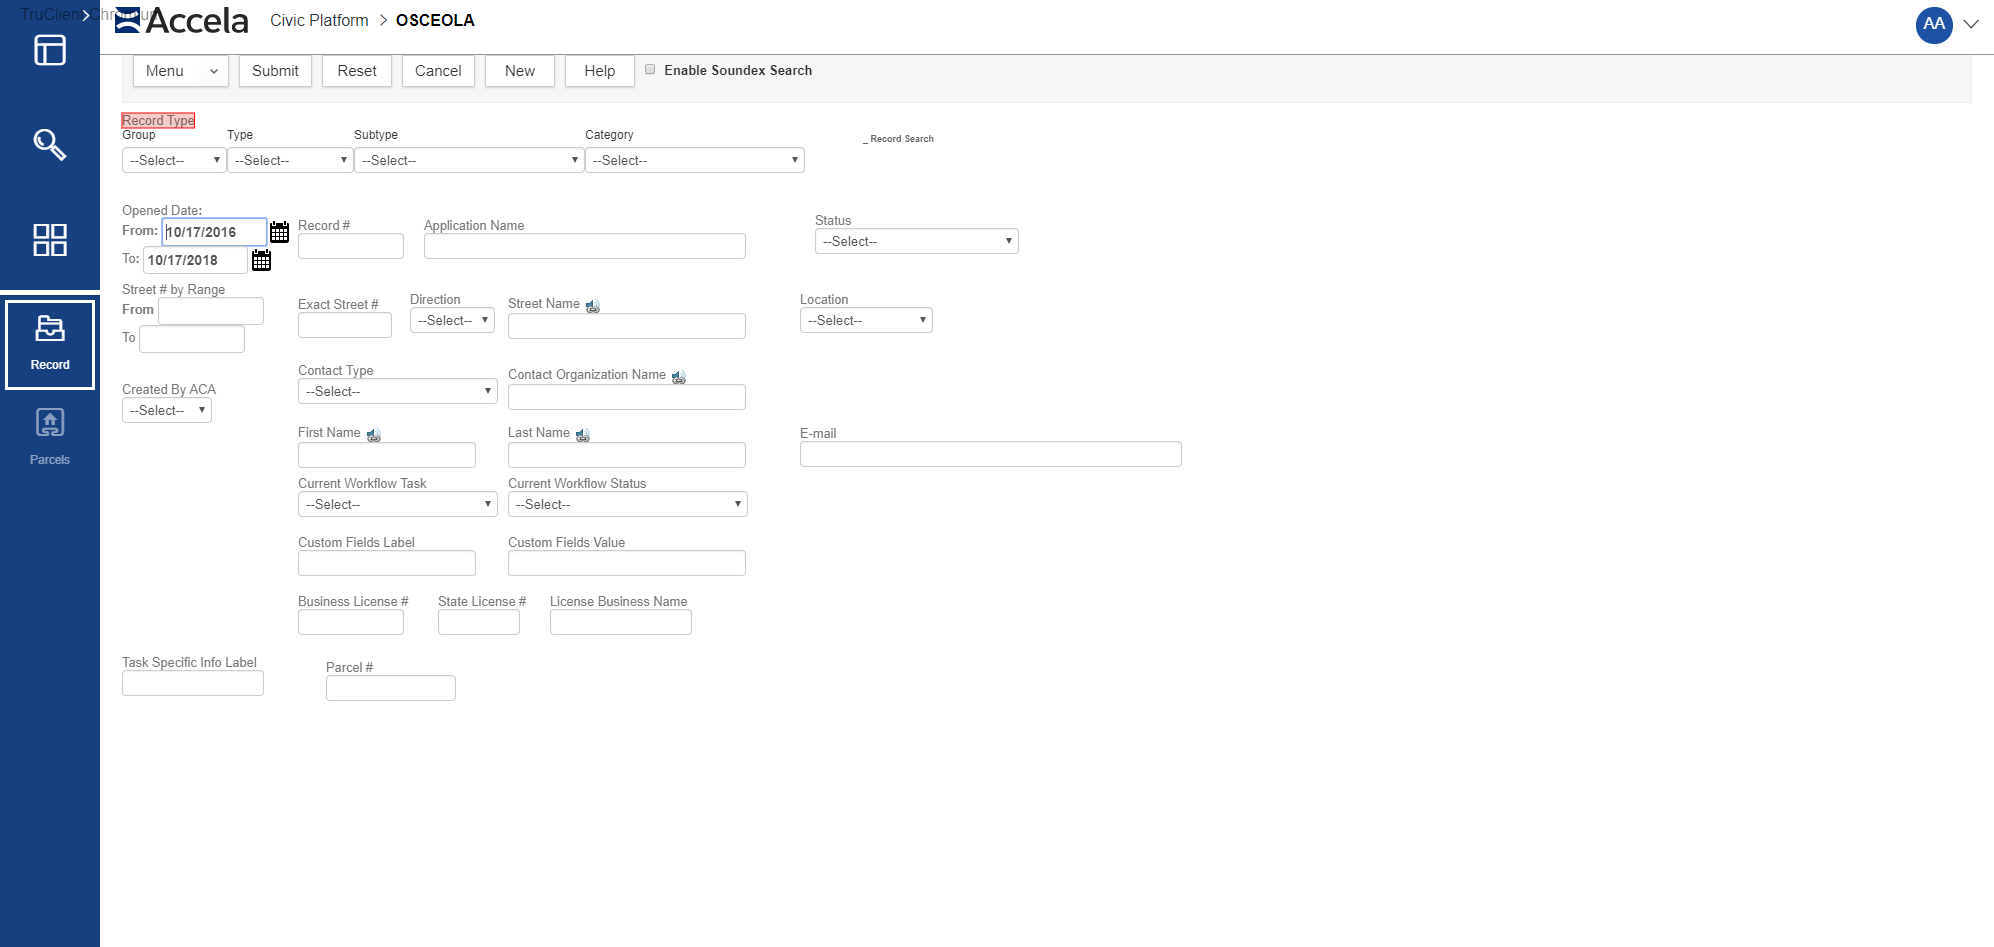 TruClient Chromium
Accela
Civic Platform > OSCEOLA
AA
Menu Submit Reset Cancel New Help Enable Soundex Search
Record Type
Group Type Subtype Category
_ Record Search
--Select-- --Select-- --Select-- --Select--
Opened Date:
From: 10/17/2016
To: 10/17/2018
Record #
Application Name
Status
--Select--
Street # by Range
From
To
Exact Street #
Direction
--Select--
Street Name
Location
--Select--
Record
Parcels
Created By ACA
--Select--
Contact Type
--Select--
Contact Organization Name
First Name
Last Name
E-mail
Current Workflow Task
--Select--
Current Workflow Status
--Select--
Custom Fields Label
Custom Fields Value
Business License #
State License #
License Business Name
Task Specific Info Label
Parcel #